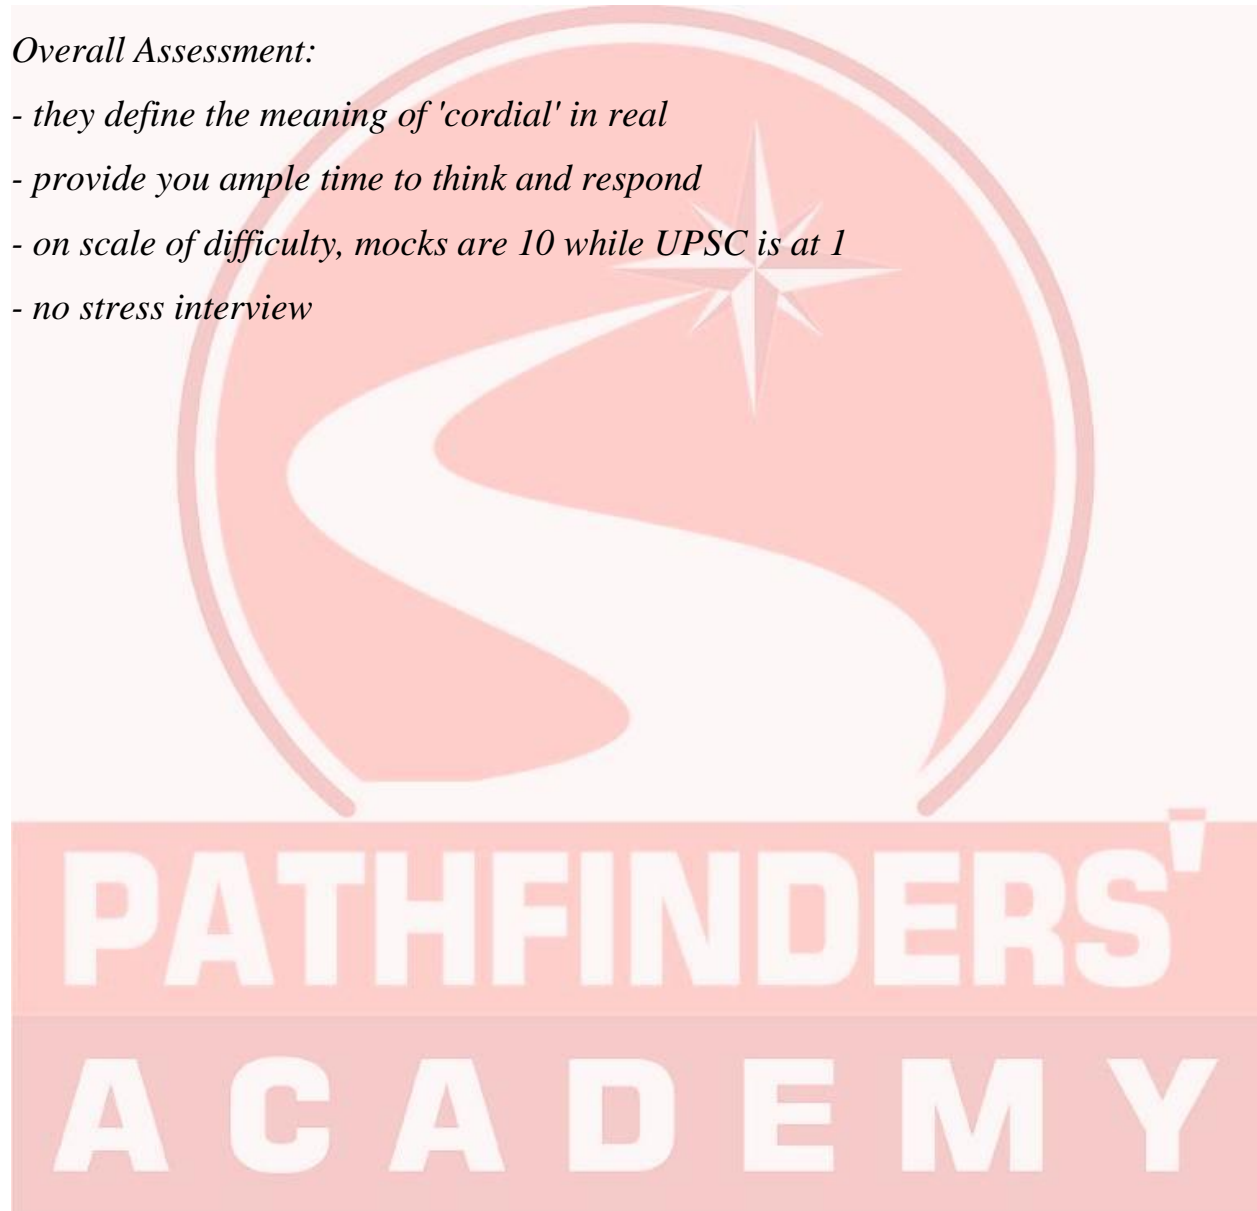 Overall Assessment:
- they define the meaning of 'cordial' in real
- provide you ample time to think and respond
- on scale of difficulty, mocks are 10 while UPSC is at 1
- no stress interview
PATHFINDERS'
ACADEMY